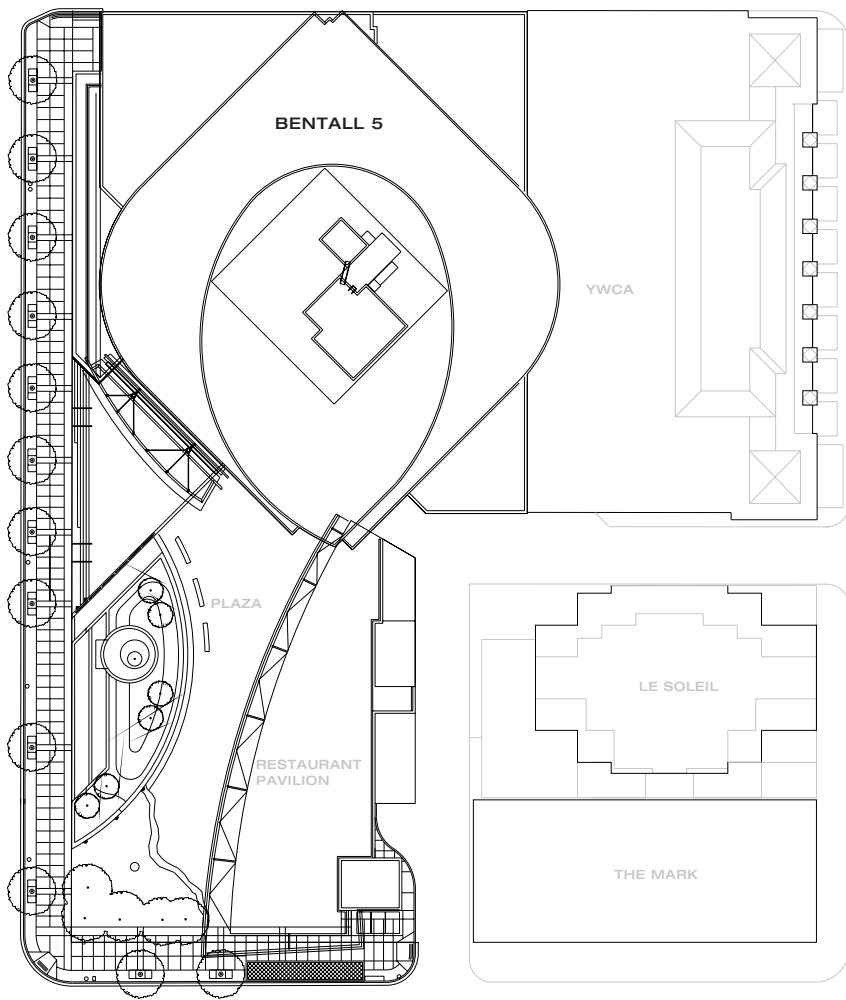 BENTALL 5
YWCA
PLAZA
LE SOLEIL
RESTAURANT
PAVILION
THE MARK